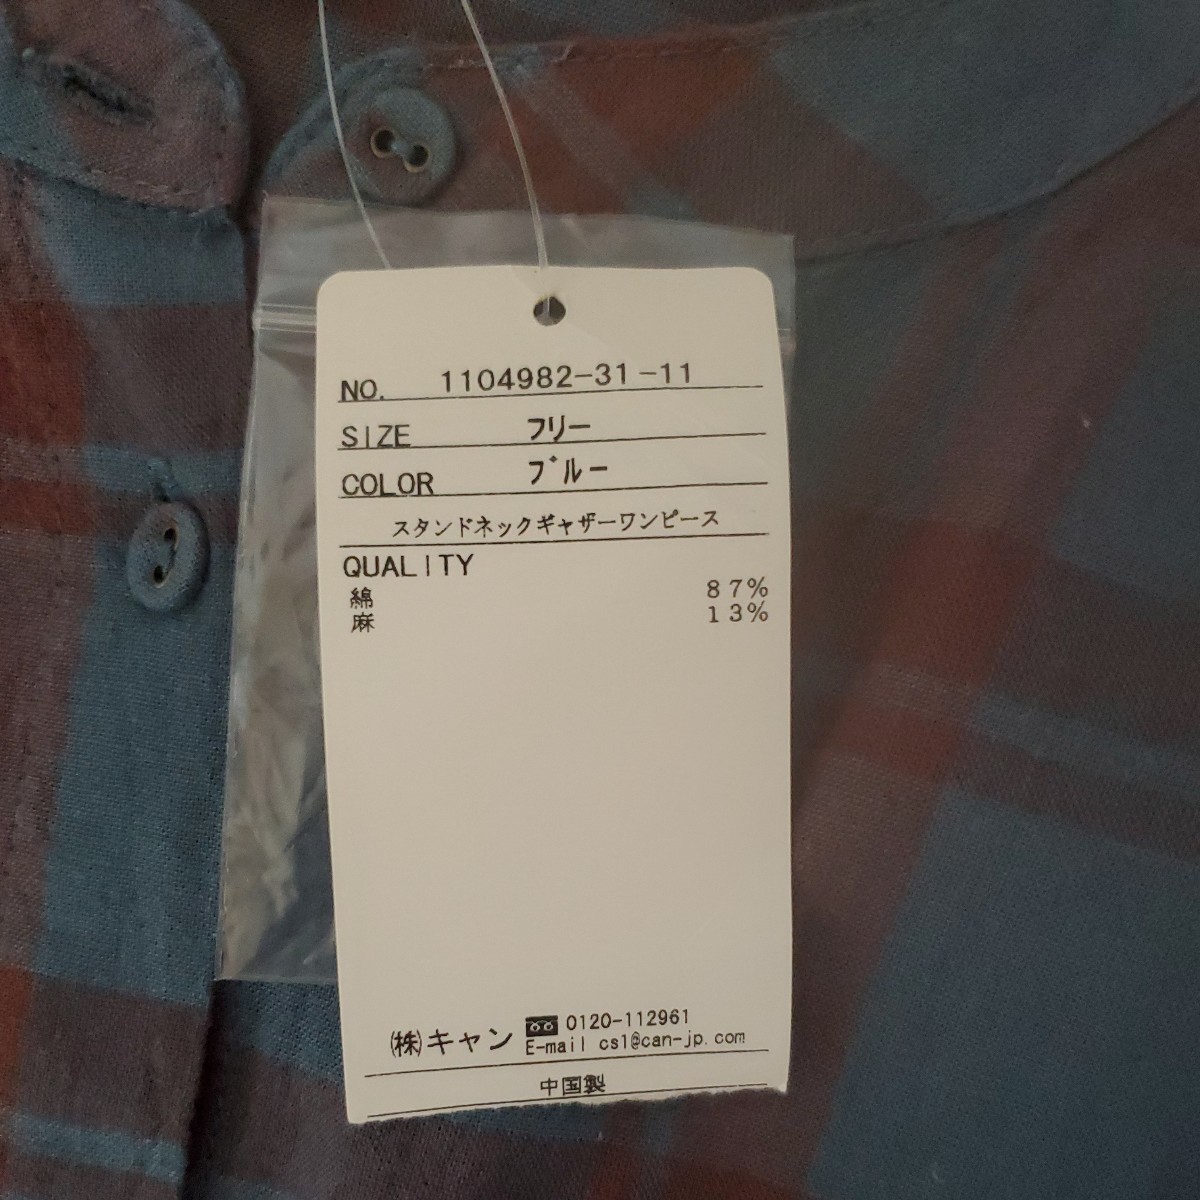 NO. 1104982-31-11
SIZE フリー
COLOR ブルー
スタンドネックギャザーワンピース
QUALITY
綿 87%
麻 13%
㈱キャン 0120-112961
E-mail cs1@can-jp.com
中国製